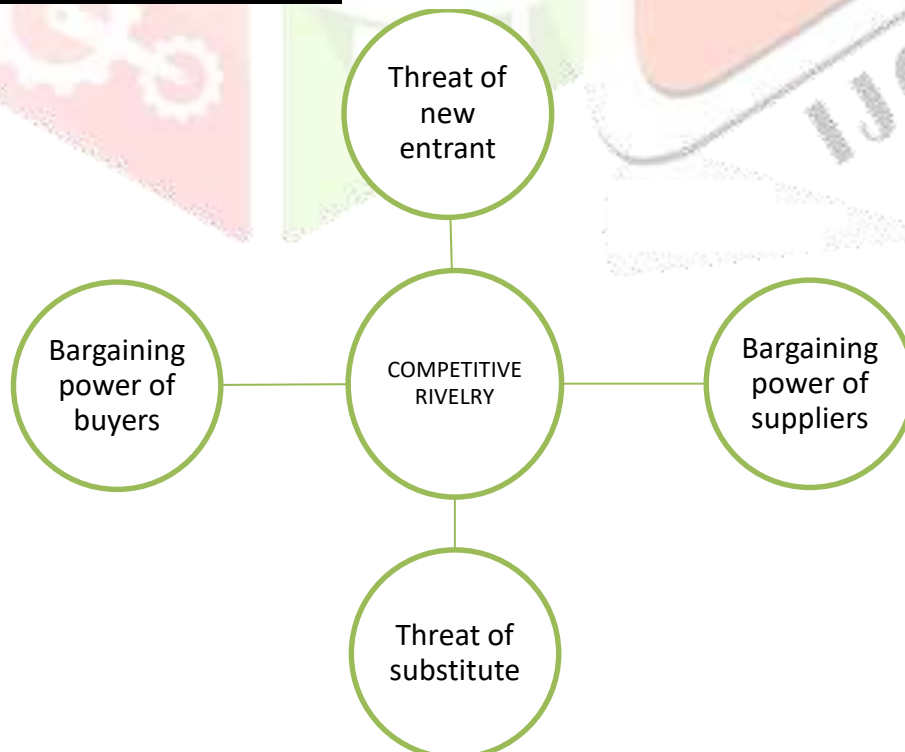 Threat of
new
entrant
Bargaining
power of
buyers
COMPETITIVE
RIVELRY
Bargaining
power of
suppliers
Threat of
substitute